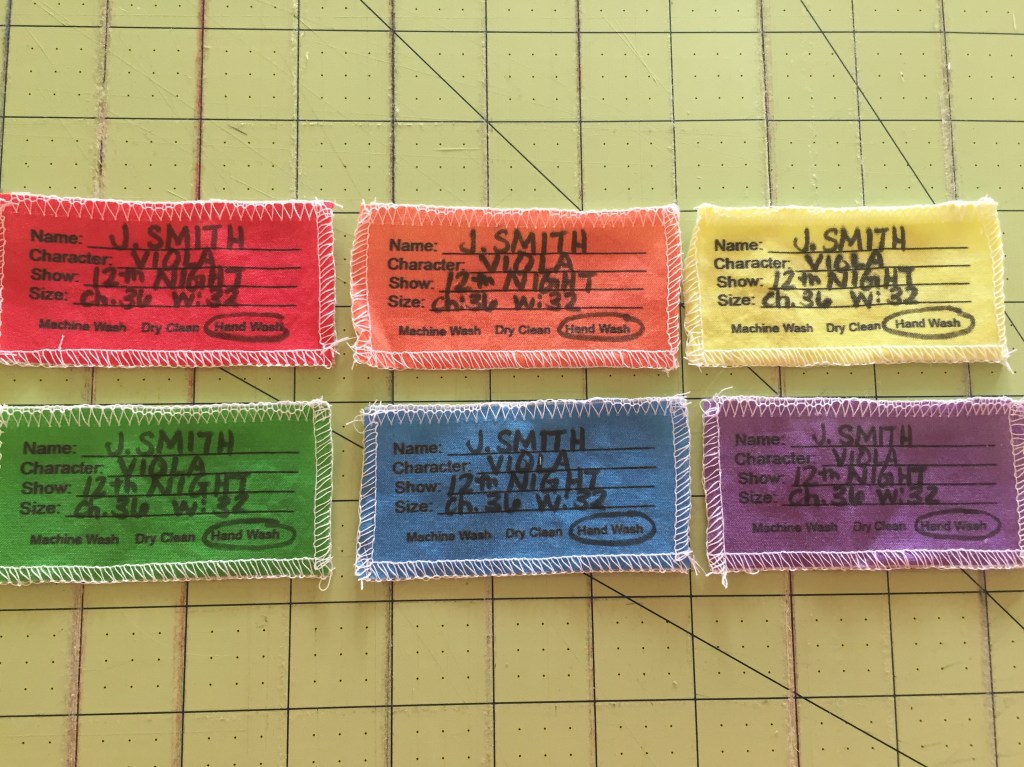 Name: J. SMITH
Character: VIOLA
Show: 12th NIGHT
Size: Ch. 36 W: 32
Machine Wash Dry Clean Hand Wash
Name: J. SMITH
Character: VIOLA
Show: 12th NIGHT
Size: Ch. 36 W: 32
Machine Wash Dry Clean Hand Wash
Name: J. SMITH
Character: VIOLA
Show: 12th NIGHT
Size: Ch. 36 W: 32
Machine Wash Dry Clean Hand Wash
Name: J. SMITH
Character: VIOLA
Show: 12th NIGHT
Size: Ch. 36 W: 32
Machine Wash Dry Clean Hand Wash
Name: J. SMITH
Character: VIOLA
Show: 12th NIGHT
Size: Ch. 36 W: 32
Machine Wash Dry Clean Hand Wash
Name: J. SMITH
Character: VIOLA
Show: 12th NIGHT
Size: Ch. 36 W: 32
Machine Wash Dry Clean Hand Wash